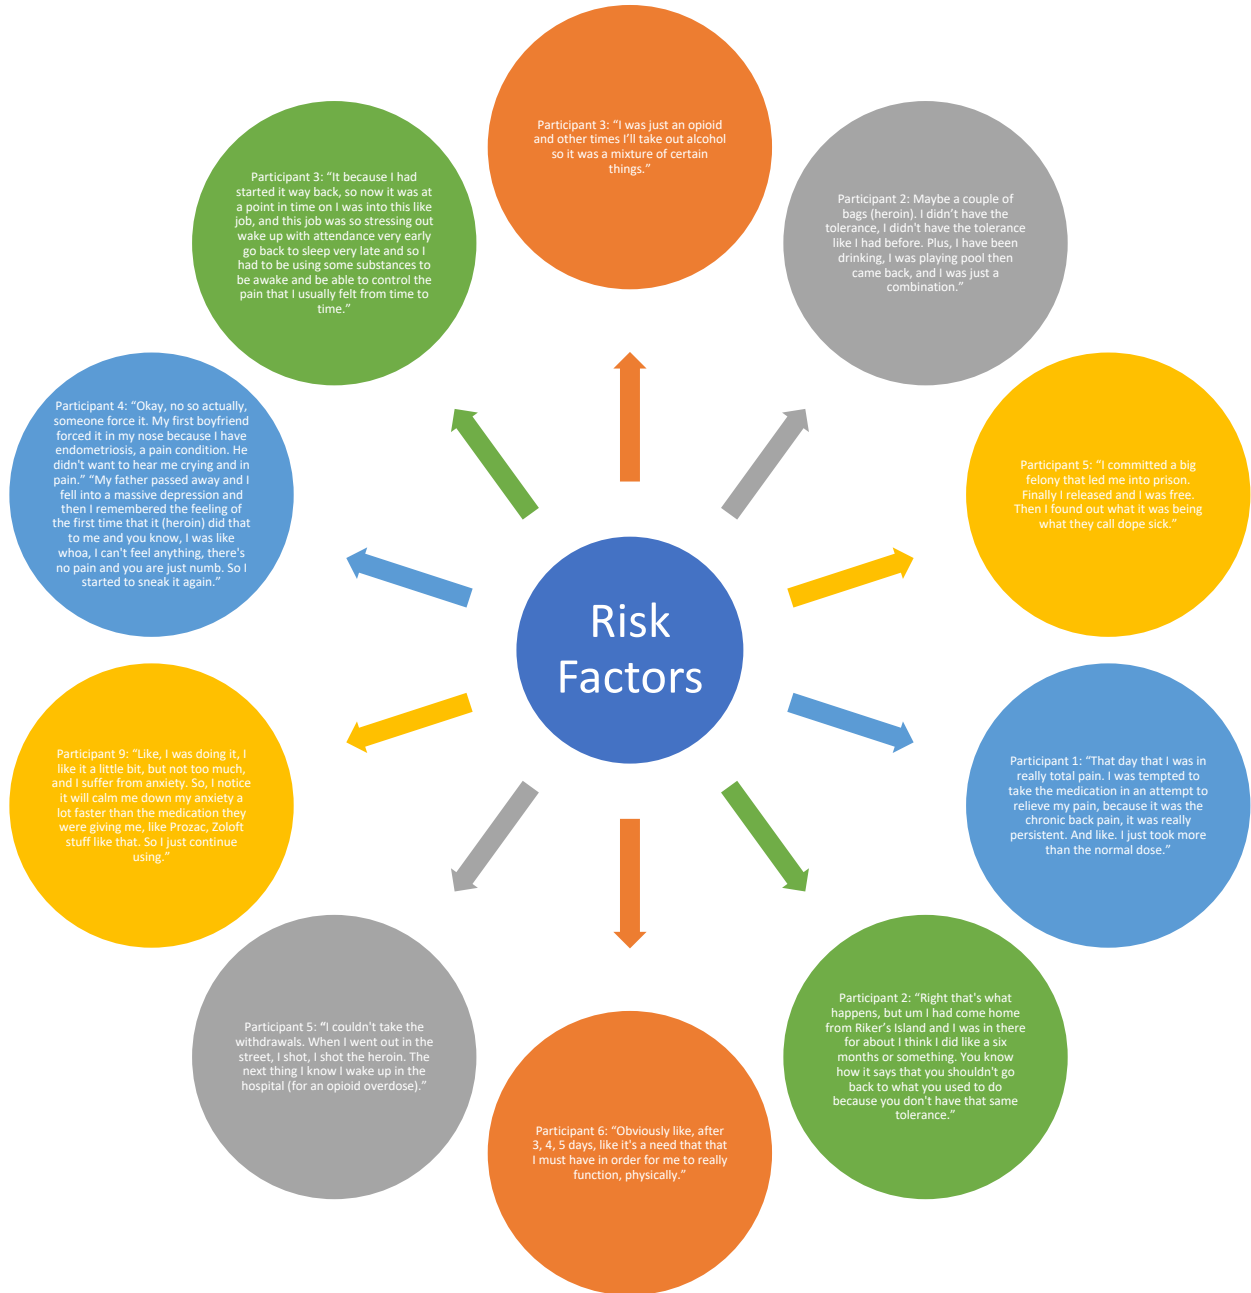 Participant 3: “I was just an opioid
and other times I’ll take out alcohol
so it was a mixture of certain
things.”
Participant 2: Maybe a couple of
bags (heroin). I didn’t have the
tolerance, I didn't have the tolerance
like I had before. Plus, I have been
drinking, I was playing pool then
came back, and I was just a
combination.”
Participant 5: “I committed a big
felony that led me into prison.
Finally I released and I was free.
Then I found out what it was being
what they call dope sick.”
Participant 1: “That day that I was in
really total pain. I was tempted to
take the medication in an attempt to
relieve my pain, because it was the
chronic back pain, it was really
persistent. And like. I just took more
than the normal dose.”
Participant 2: “Right that's what
happens, but um I had come home
from Riker’s Island and I was in there
for about I think I did like a six
months or something. You know
how it says that you shouldn't go
back to what you used to do
because you don't have that same
tolerance.”
Participant 6: “Obviously like, after
3, 4, 5 days, like it's a need that that
I must have in order for me to really
function, physically.”
Participant 5: “I couldn't take the
withdrawals. When I went out in the
street, I shot, I shot the heroin. The
next thing I know I wake up in the
hospital (for an opioid overdose).”
Participant 9: “Like, I was doing it, I
like it a little bit, but not too much,
and I suffer from anxiety. So, I notice
it will calm me down my anxiety a
lot faster than the medication they
were giving me, like Prozac, Zoloft
stuff like that. So I just continue
using.”
Participant 4: “Okay, no so actually,
someone force it. My first boyfriend
forced it in my nose because I have
endometriosis, a pain condition. He
didn't want to hear me crying and in
pain.” “My father passed away and I
fell into a massive depression and
then I remembered the feeling of
the first time that it (heroin) did that
to me and you know, I was like
whoa, I can't feel anything, there's
no pain and you are just numb. So I
started to sneak it again.”
Participant 3: “It because I had
started it way back, so now it was at
a point in time on I was into this like
job, and this job was so stressing out
wake up with attendance very early
go back to sleep very late and so I
had to be using some substances to
be awake and be able to control the
pain that I usually felt from time to
time.”
Risk
Factors